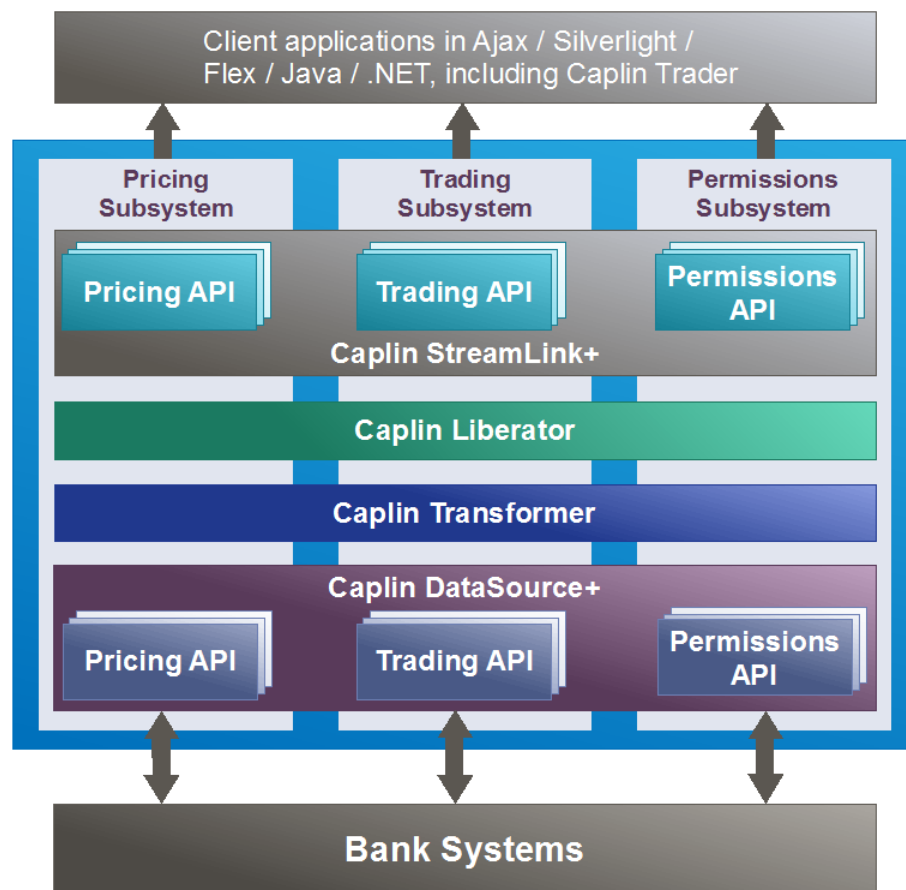 Client applications in Ajax / Silverlight /
Flex / Java / .NET, including Caplin Trader
Pricing
Subsystem
Trading
Subsystem
Permissions
Subsystem
Pricing API
Trading API
Permissions
API
Caplin StreamLink+
Caplin Liberator
Caplin Transformer
Caplin DataSource+
Pricing API
Trading API
Permissions
API
Bank Systems